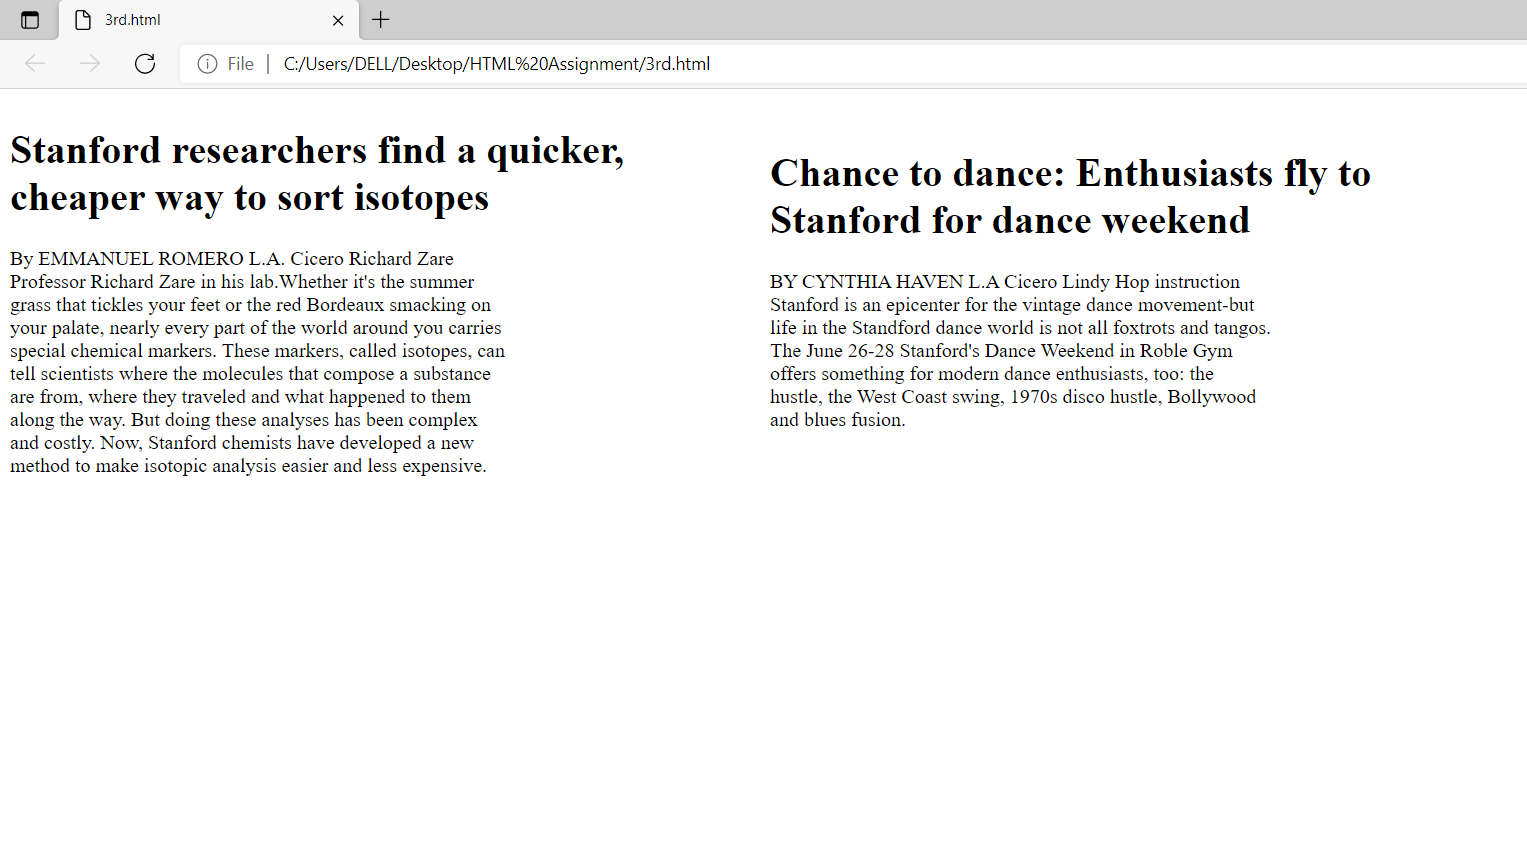 3rd.html
File
C:/Users/DELL/Desktop/HTML%20Assignment/3rd.html
Stanford researchers find a quicker,
cheaper way to sort isotopes
By EMMANUEL ROMERO L.A. Cicero Richard Zare
Professor Richard Zare in his lab.Whether it's the summer
grass that tickles your feet or the red Bordeaux smacking on
your palate, nearly every part of the world around you carries
special chemical markers. These markers, called isotopes, can
tell scientists where the molecules that compose a substance
are from, where they traveled and what happened to them
along the way. But doing these analyses has been complex
and costly. Now, Stanford chemists have developed a new
method to make isotopic analysis easier and less expensive.
Chance to dance: Enthusiasts fly to
Stanford for dance weekend
BY CYNTHIA HAVEN L.A Cicero Lindy Hop instruction
Stanford is an epicenter for the vintage dance movement-but
life in the Standford dance world is not all foxtrots and tangos.
The June 26-28 Stanford's Dance Weekend in Roble Gym
offers something for modern dance enthusiasts, too: the
hustle, the West Coast swing, 1970s disco hustle, Bollywood
and blues fusion.